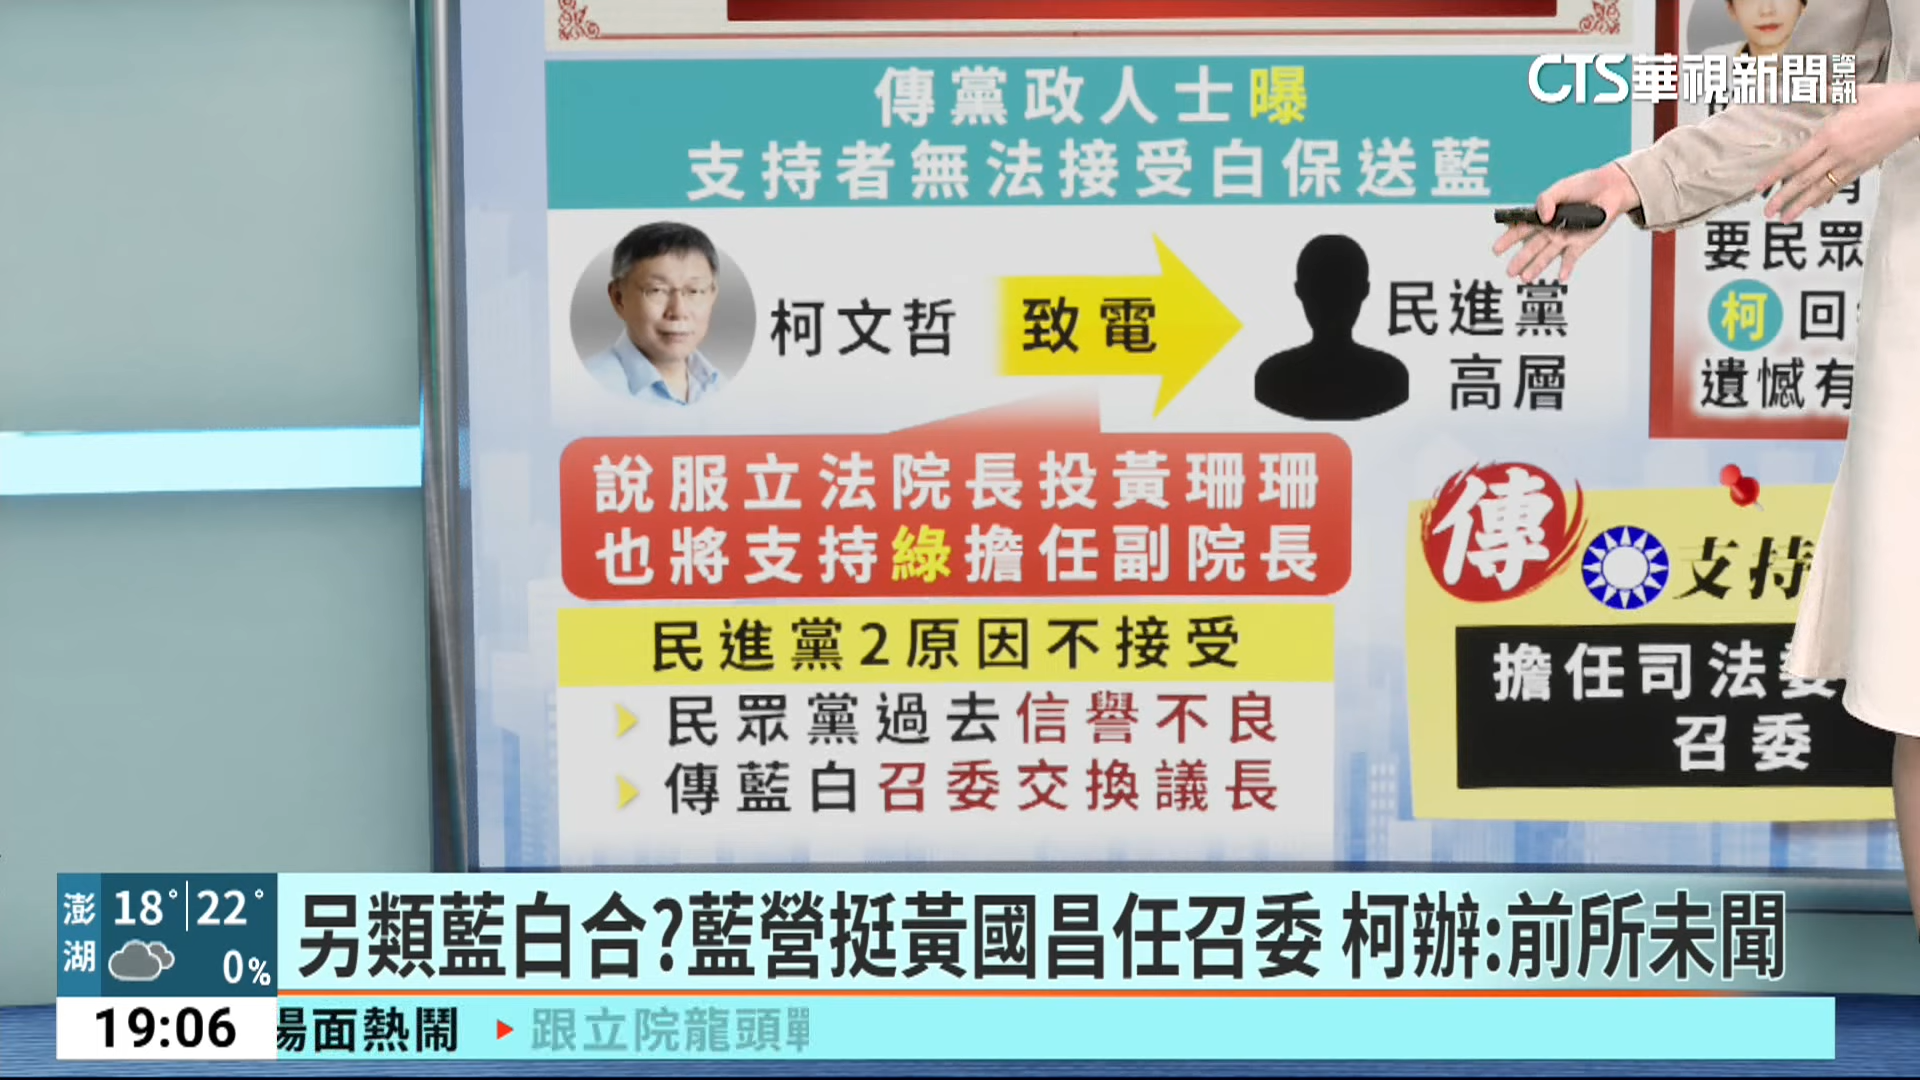 CTS華視新聞資訊
傳黨政人士曝
支持者無法接受白保送藍
柯文哲
致電
民進黨
高層
說服立法院長投黃珊珊
也將支持綠擔任副院長
民進黨2原因不接受
民眾黨過去信譽不良
傳藍白召委交換議長
要民眾
柯回
遺憾有
傳
支持
擔任司法委
召委
澎湖
18° 22°
0%
另類藍白合?藍營挺黃國昌任召委 柯辦:前所未聞
19:06
場面熱鬧 跟立院龍頭戰